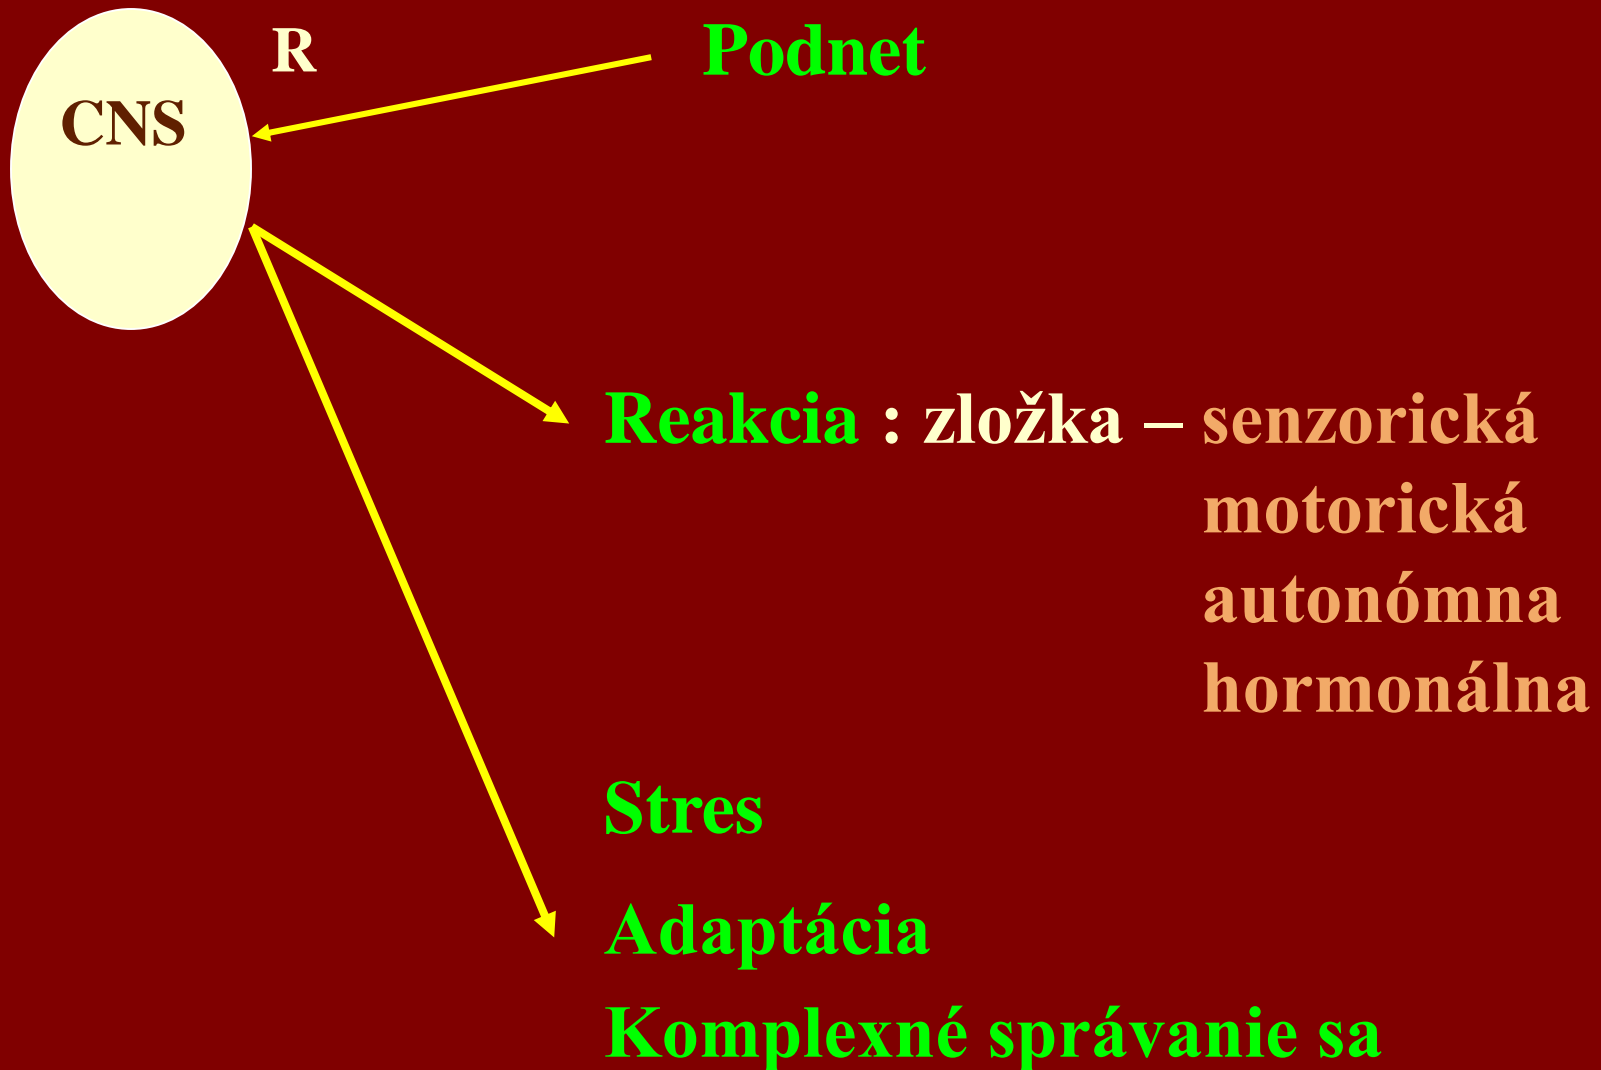 R
Podnet
CNS
Reakcia : zložka – senzorická
motorická
autonómna
hormonálna
Stres
Adaptácia
Komplexné správanie sa